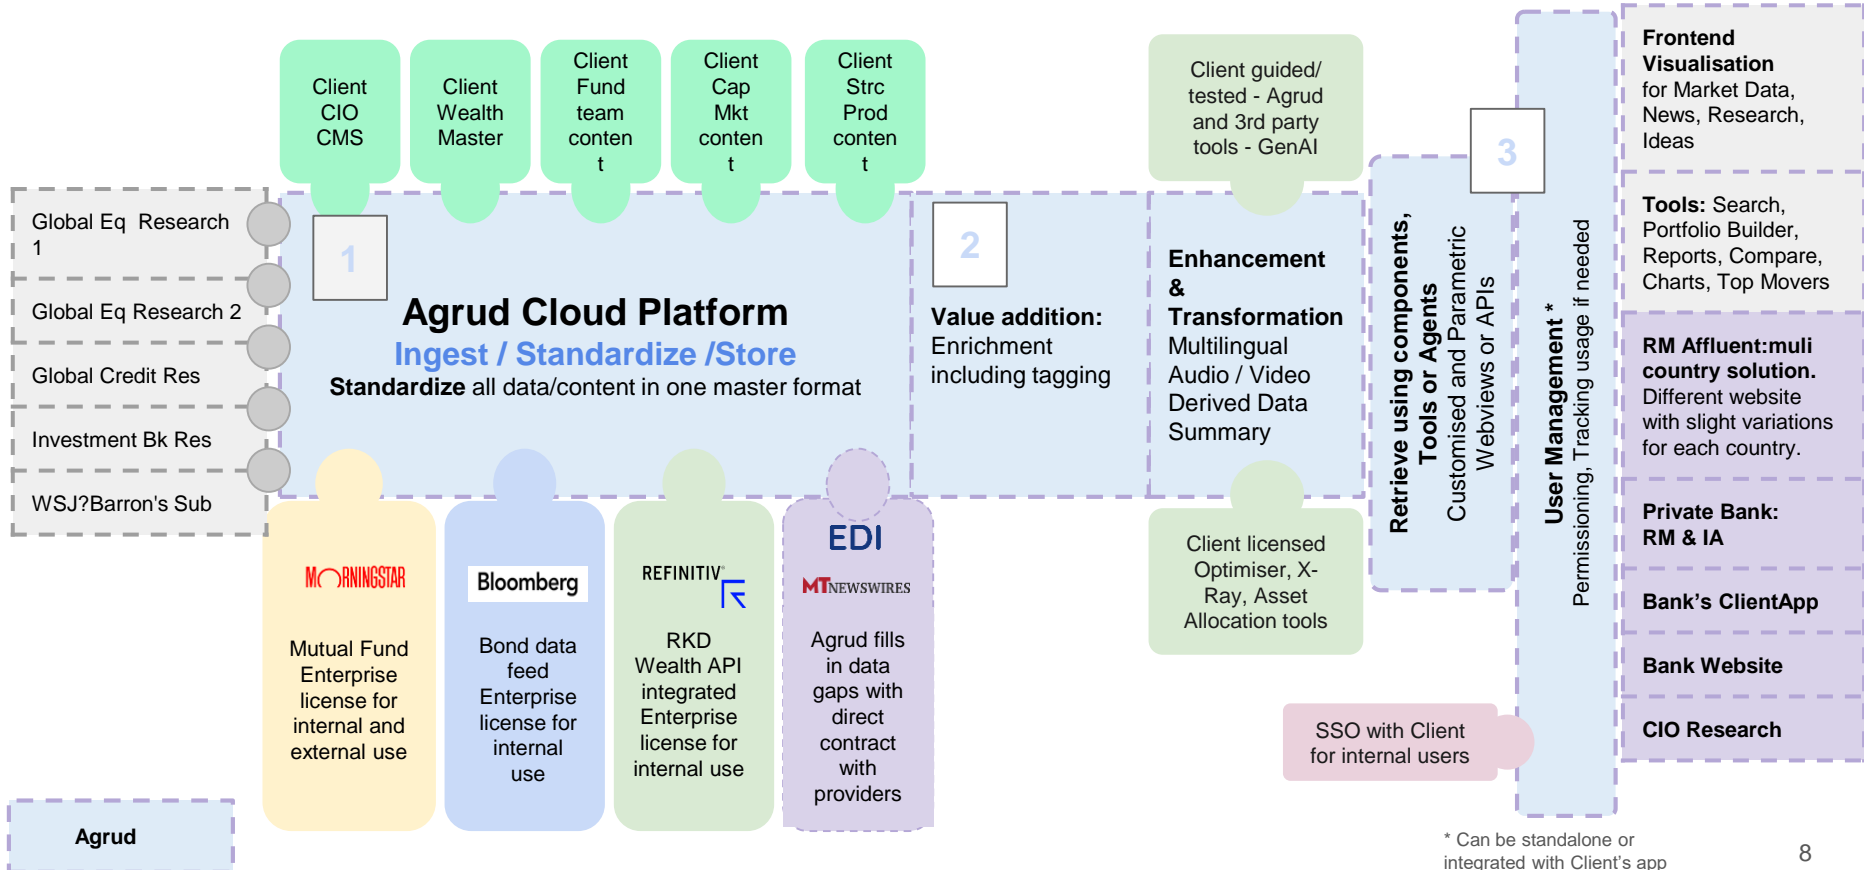 Client
CIO
CMS
Client
Wealth
Master
Client
Fund
team
conten
t
Client
Cap
Mkt
conten
t
Client
Strc
Prod
conten
t
Client guided/
tested - Agrud
and 3rd party
tools - GenAI
Global Eq  Research
1
Global Eq Research 2
Global Credit Res
Investment Bk Res
WSJ?Barron's Sub
1
Agrud Cloud Platform
Ingest / Standardize /Store
Standardize all data/content in one master format
2
Value addition:
Enrichment
including tagging
Enhancement
&
Transformation
Multilingual
Audio / Video
Derived Data
Summary
3
Retrieve using components,
Tools or Agents
Customised and Parametric
Webviews or APIs
User Management *
Permissioning, Tracking usage if needed
Frontend
Visualisation
for Market Data,
News, Research,
Ideas
Tools: Search,
Portfolio Builder,
Reports, Compare,
Charts, Top Movers
RM Affluent:muli
country solution.
Different website
with slight variations
for each country.
Private Bank:
RM & IA
Bank's ClientApp
Bank Website
CIO Research
MORNINGSTAR
Mutual Fund
Enterprise
license for
internal and
external use
Bloomberg
Bond data
feed
Enterprise
license for
internal
use
REFINITIV
RKD
Wealth API
integrated
Enterprise
license for
internal use
EDI
MT NEWSWIRES
Agrud fills
in data
gaps with
direct
contract
with
providers
Client licensed
Optimiser, X-
Ray, Asset
Allocation tools
SSO with Client
for internal users
Agrud
* Can be standalone or
integrated with Client's app
8